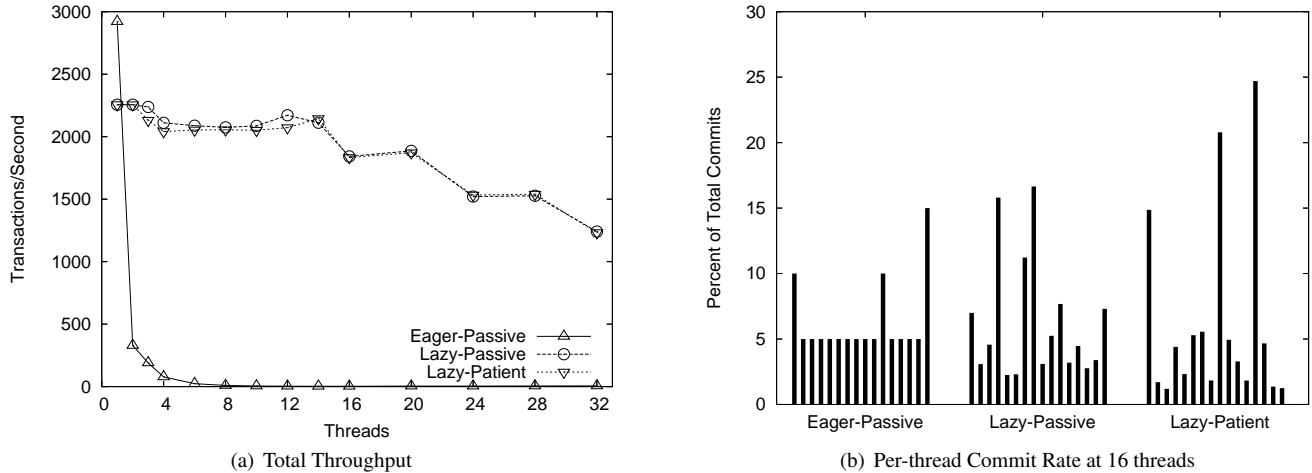 3000
2500
2000
1500
1000
500
0
Transactions/Second
Eager-Passive
Lazy-Passive
Lazy-Patient
0 4 8 12 16 20 24 28 32
Threads
(a) Total Throughput
30
25
20
15
10
5
0
Percent of Total Commits
Eager-Passive Lazy-Passive Lazy-Patient
(b) Per-thread Commit Rate at 16 threads